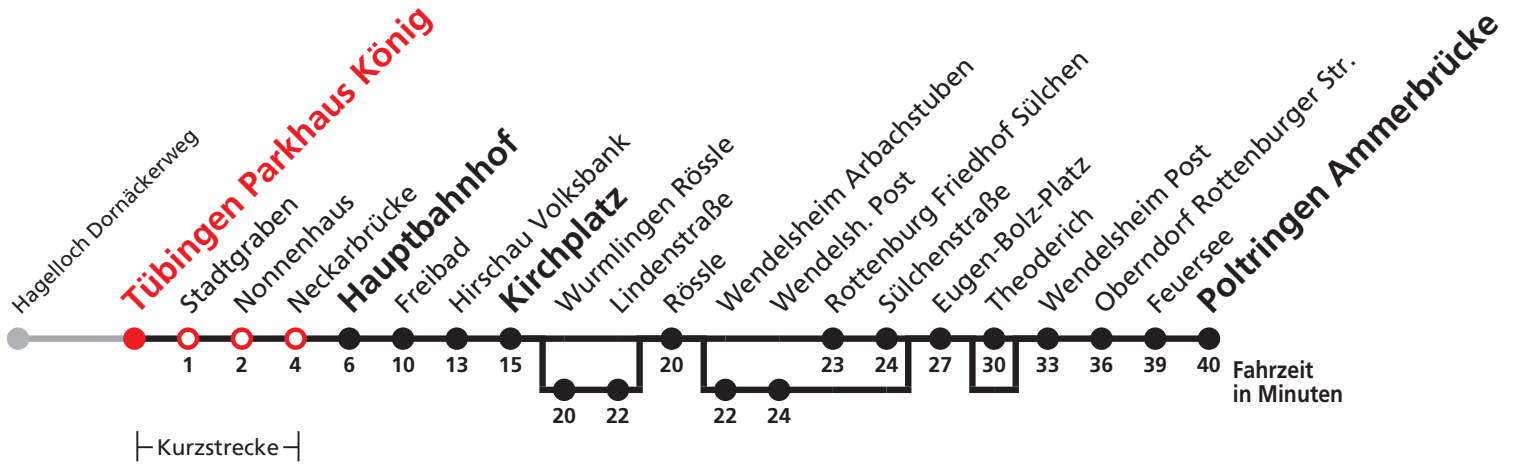 Hagelloch Dornäckerweg
Tübingen Parkhaus König
Stadtgraben
Nonnenhaus
Neckarbrücke
Hauptbahnhof
Freibad
Hirschau Volksbank
Kirchplatz
Wurmlingen Rössle
Lindenstraße
Rössle
Wendelsheim Arbachstuben
Wendelsh. Post
Rottenburg Friedhof Sülchen
Sülchenstraße
Eugen-Bolz-Platz
Theoderich
Wendelsheim Post
Oberndorf Rottenburger Str.
Feuersee
Poltringen Ammerbrücke
1 2 4 6 10 13 15 20 23 24 27 30 33 36 39 40
Fahrzeit
in Minuten
20 22 22 24
Kurzstrecke